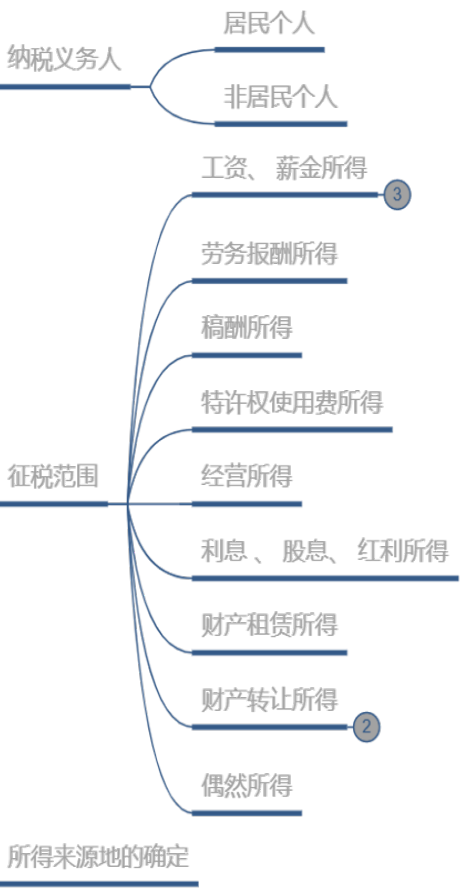 居民个人
纳税义务人
非居民个人
工资、 薪金所得
3
劳务报酬所得
稿酬所得
特许权使用费所得
征税范围
经营所得
利息 、 股息、 红利所得
财产租赁所得
财产转让所得
2
偶然所得
所得来源地的确定